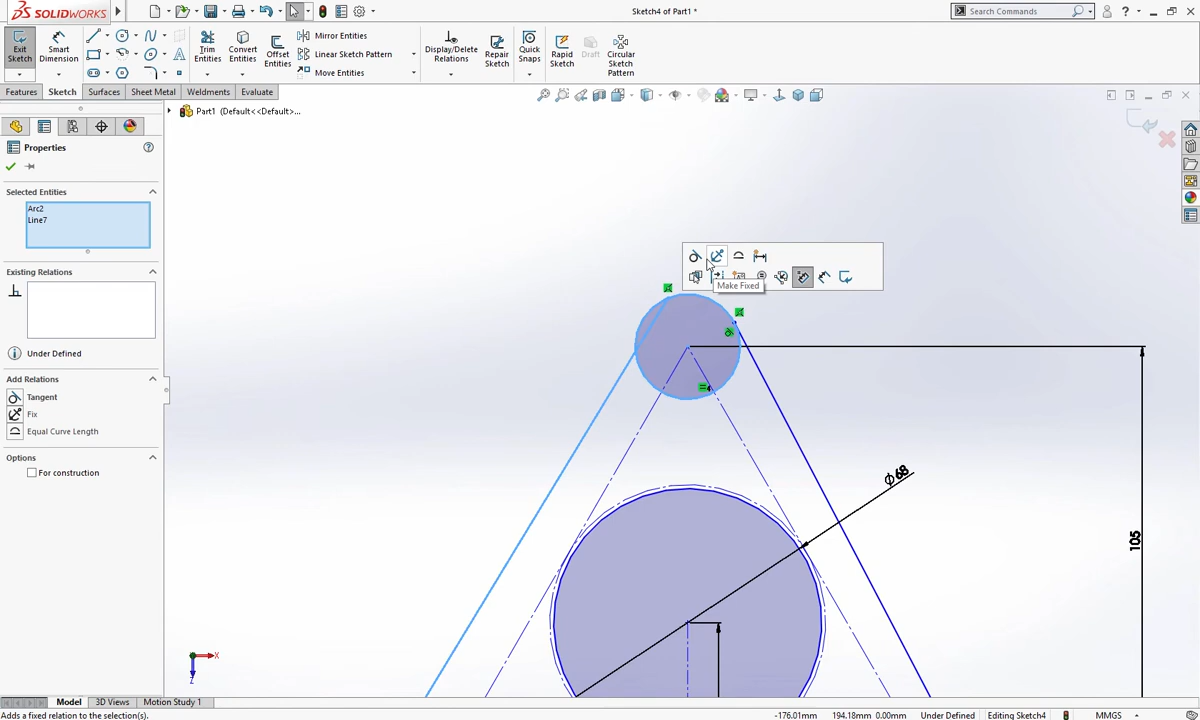 SOLIDWORKS
Sketch4 of Part1 *
Search Commands
Exit Sketch
Smart Dimension
Trim Entities
Convert Entities
Offset Entities
Mirror Entities
Linear Sketch Pattern
Move Entities
Display/Delete Relations
Repair Sketch
Quick Snaps
Rapid Sketch
Draft
Circular Sketch Pattern
Features
Sketch
Surfaces
Sheet Metal
Weldments
Evaluate
Part1 (Default<<Default>...
Properties
Selected Entities
Arc2
Line7
Existing Relations
Under Defined
Add Relations
Tangent
Fix
Equal Curve Length
Options
For construction
Make Fixed
4
ϕ68
105
X
Z
Model
3D Views
Motion Study 1
Adds a fixed relation to the selection(s).
-176.01mm
194.18mm 0.00mm
Under Defined
Editing Sketch4
MMGS